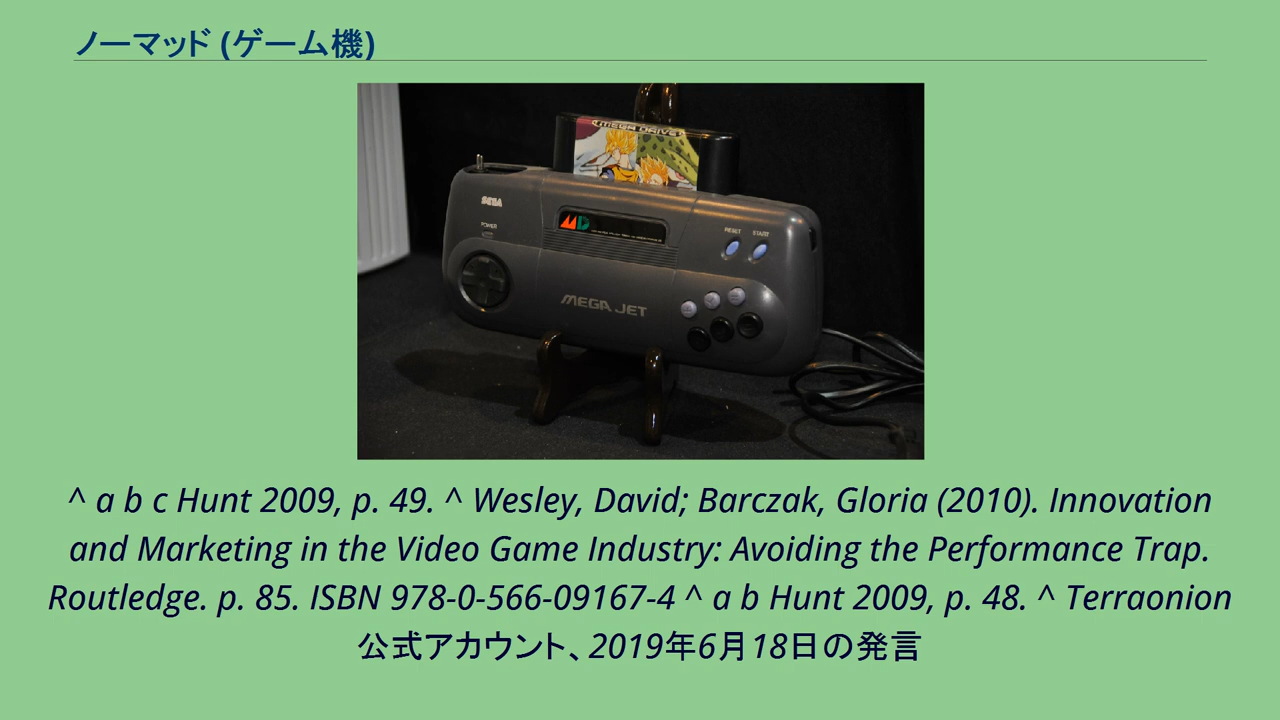 ノーマッド (ゲーム機)
MEGA DRIVE
SEGA
POWER
MD
RESET START
MEGA JET
^ a b c Hunt 2009, p. 49. ^ Wesley, David; Barczak, Gloria (2010). Innovation
and Marketing in the Video Game Industry: Avoiding the Performance Trap.
Routledge. p. 85. ISBN 978-0-566-09167-4 ^ a b Hunt 2009, p. 48. ^ Terraonion
公式アカウント、2019年6月18日の発言